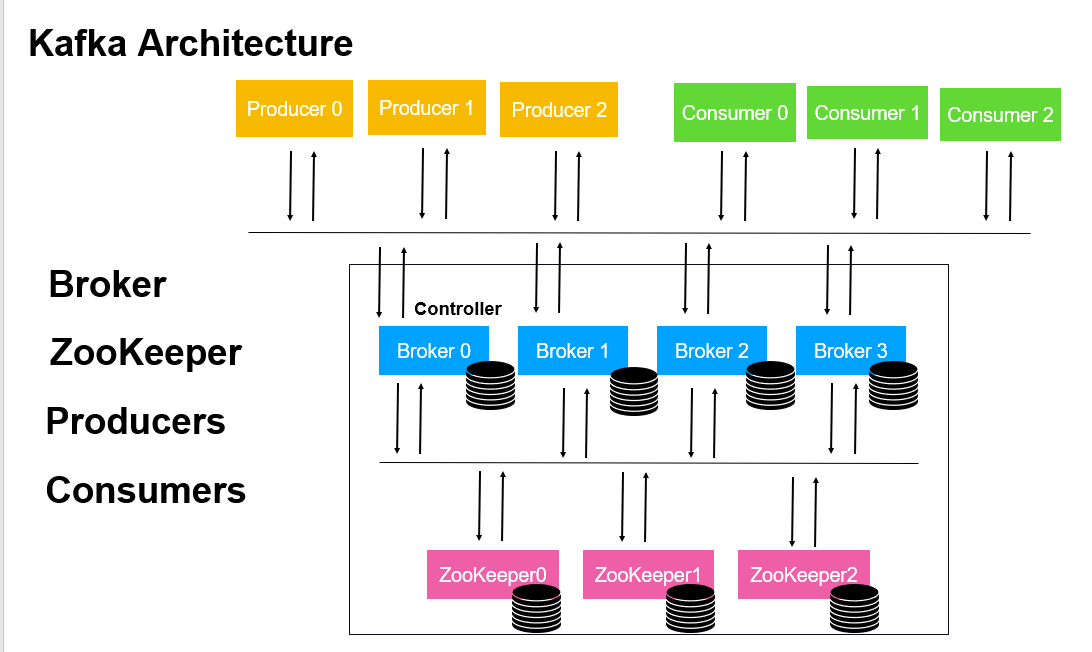 Kafka Architecture
Producer 0
Producer 1
Producer 2
Consumer 0
Consumer 1
Consumer 2
Broker
ZooKeeper
Producers
Consumers
Controller
Broker 0
Broker 1
Broker 2
Broker 3
ZooKeeper0
ZooKeeper1
ZooKeeper2